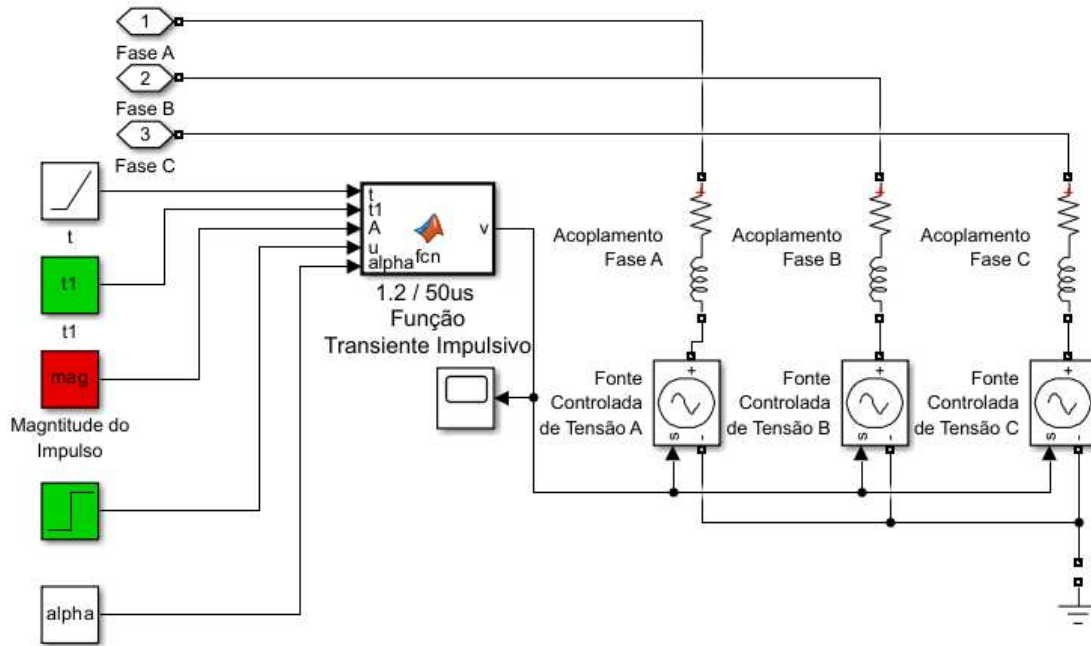 1
Fase A
2
Fase B
3
Fase C
t
t1
t1
mag
Magntitude do
Impulso
alpha
t
t1
A
u
alpha
fcn
v
1.2 / 50us
Função
Transiente Impulsivo
Acoplamento
Fase A
Acoplamento
Fase B
Acoplamento
Fase C
Fonte
Controlada
de Tensão A
+
s
-
Fonte
Controlada
de Tensão B
+
s
-
Fonte
Controlada
de Tensão C
+
s
-